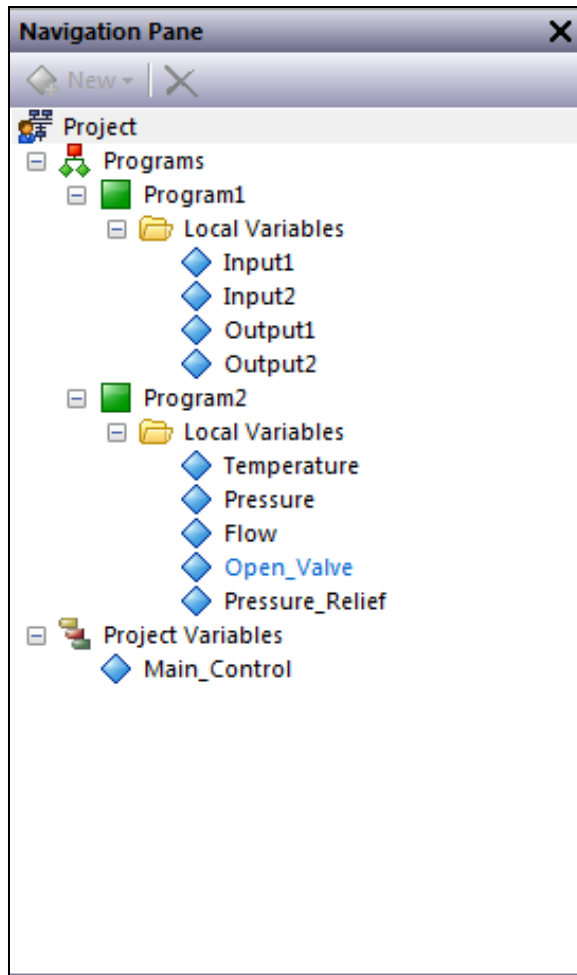 Navigation Pane
New
Project
Programs
Program1
Local Variables
Input1
Input2
Output1
Output2
Program2
Local Variables
Temperature
Pressure
Flow
Open_Valve
Pressure_Relief
Project Variables
Main_Control